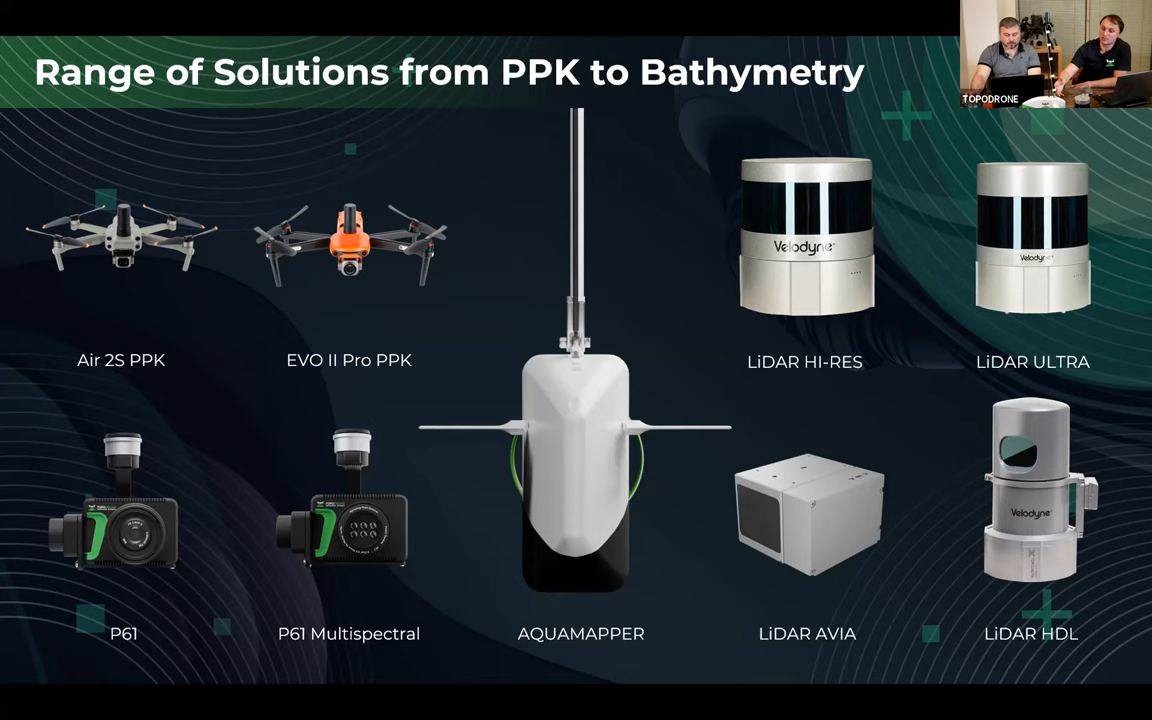 Range of Solutions from PPK to Bathymetry
TOPODRONE
Velodyne
Velodyne
Air 2S PPK
EVO II Pro PPK
LiDAR HI-RES
LiDAR ULTRA
Velodyne
P61
P61 Multispectral
AQUAMAPPER
LiDAR AVIA
LiDAR HDL